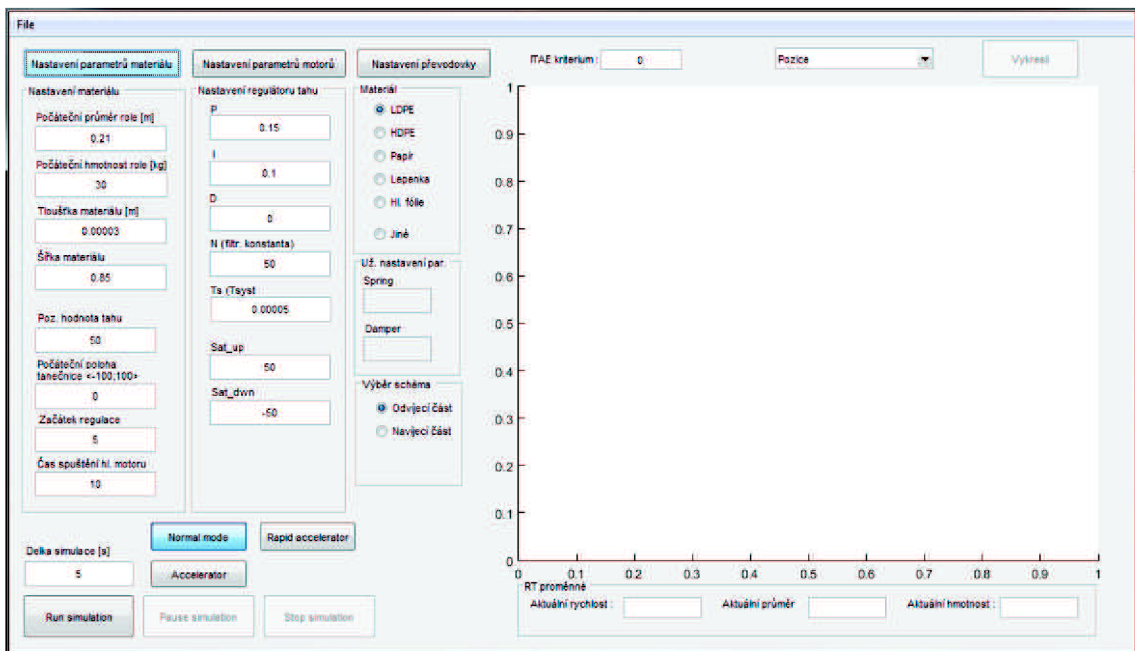 File
Nastavení parametrů materiálu
Nastavení parametrů motorů
Nastavení převodovky
ITAE kriterium :
0
Pozice
Vykresli
Nastavení materiálu
Počáteční průměr role [m]
0.21
Počáteční hmotnost role [kg]
30
Tloušťka materiálu [m]
0.00003
Šířka materiálu
0.85
Poz. hodnota tahu
50
Počáteční poloha
tanečnice <-100;100>
0
Začátek regulace
5
Čas spuštění hl. motoru
10
Nastavení regulátoru tahu
P
0.15
I
0.1
D
0
N (filtr. konstanta)
50
Ts (Tsyst
0.00005
Sat_up
50
Sat_dwn
-50
Materiál
LDPE
HDPE
Papír
Lepenka
Hl. fólie
Jiné
Už. nastavení par.
Spring
Damper
Výběr schéma
Odvíjecí část
Navíjecí část
1
0.9
0.8
0.7
0.6
0.5
0.4
0.3
0.2
0.1
0
0 0.1 0.2 0.3 0.4 0.5 0.6 0.7 0.8 0.9 1
Normal mode
Rapid accelerator
Delka simulace [s]
5
Accelerator
Run simulation
Pause simulation
Stop simulation
RT proměnné
Aktuální rychlost :
Aktuální průměr
Aktuální hmotnost :